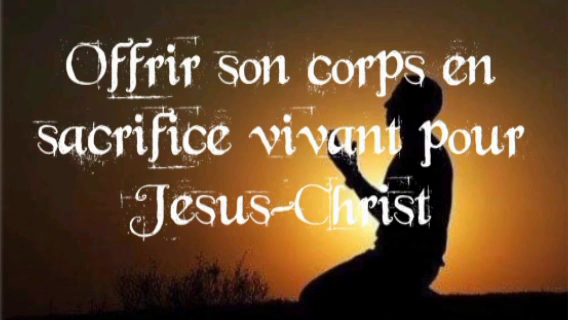 Offrir son corps en
sacrifice vivant pour
Jesus-Christ